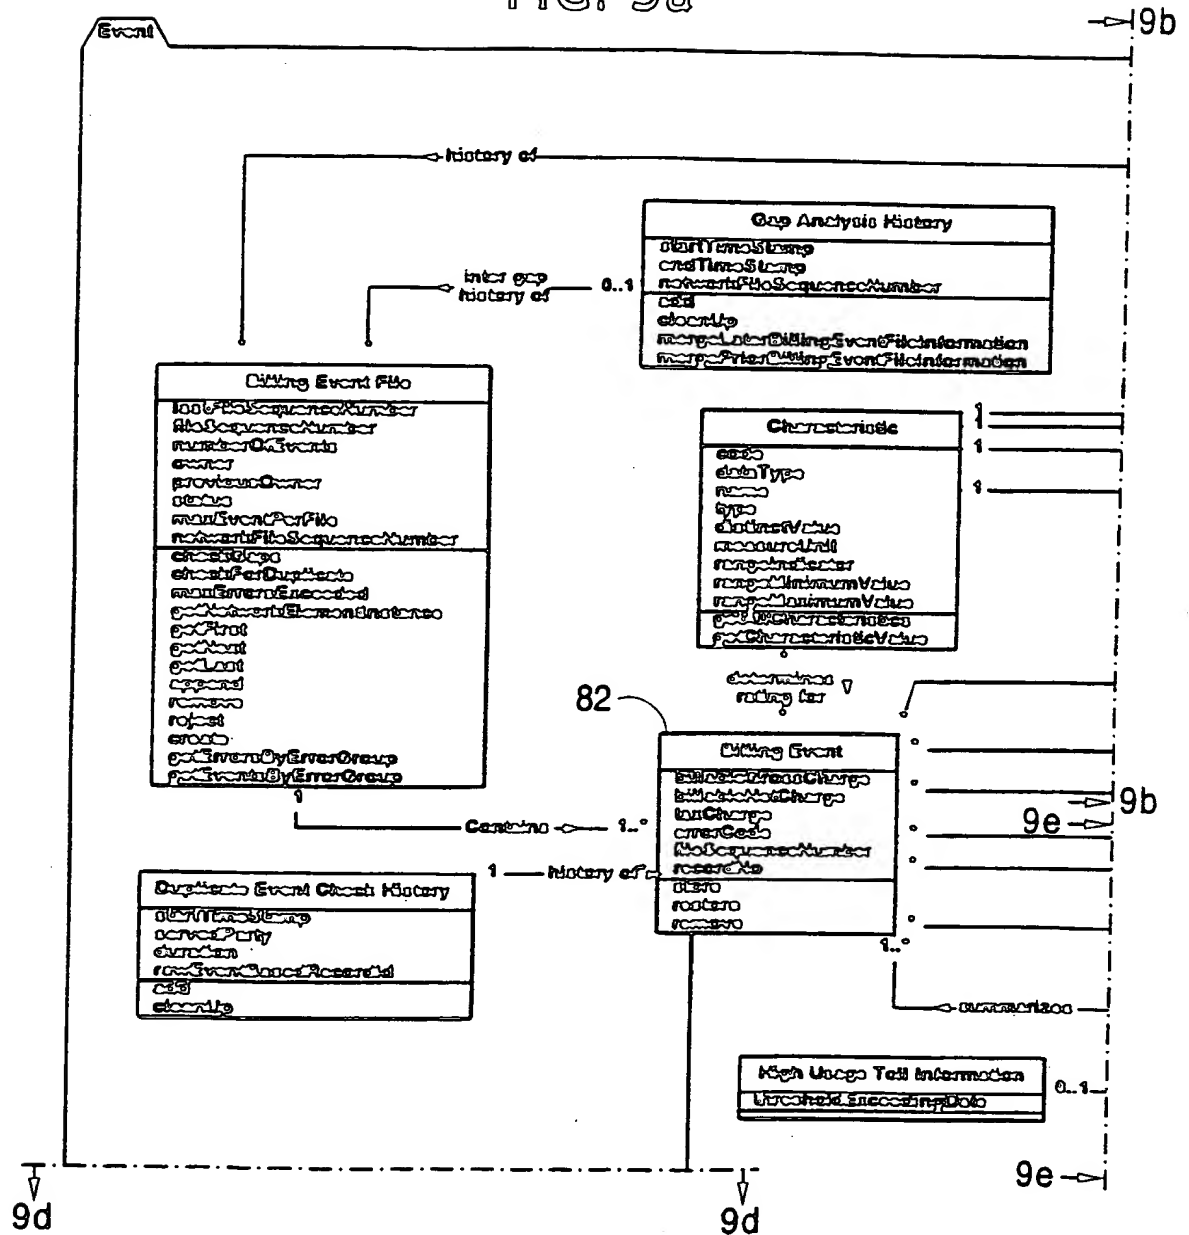 FIG. 9a
9b
Event
history of
Gap Analysis History
startTimeStamp
endTimeStamp
networkFileSequenceNumber
add
cleanUp
mergeLaterBillingEventFileInformation
mergePriorBillingEventFileInformation
inter gap
history of
0..1
Billing Event File
lastFileSequenceNumber
fileSequenceNumber
numberOfEvents
owner
previousOwner
status
maxEventPerFile
networkFileSequenceNumber
checkGaps
checkForDuplicate
maxErrorsExceeded
getNetworkElementInstance
getFirst
getNext
getLast
append
remove
reject
create
getErrorsByErrorGroup
getEventsByErrorGroup
Characteristic
code
dataType
name
type
distinctValue
measureUnit
rangeIndicator
rangeMinimumValue
rangeMaximumValue
getCharacteristicValue
1
1
1
1
determines
rating for
82
Billing Event
billableGrossCharge
billableNetCharge
taxCharge
errorCode
fileSequenceNumber
recordNo
store
restore
remove
1
Contains
1..*
1
history of
9b
9e
Duplicate Event Check History
startTimeStamp
servedParty
duration
rawEventBasedRecordId
add
cleanUp
1..*
summarizes
High Usage Toll Information
thresholdExceedingDate
0..1
9e
9d
9d